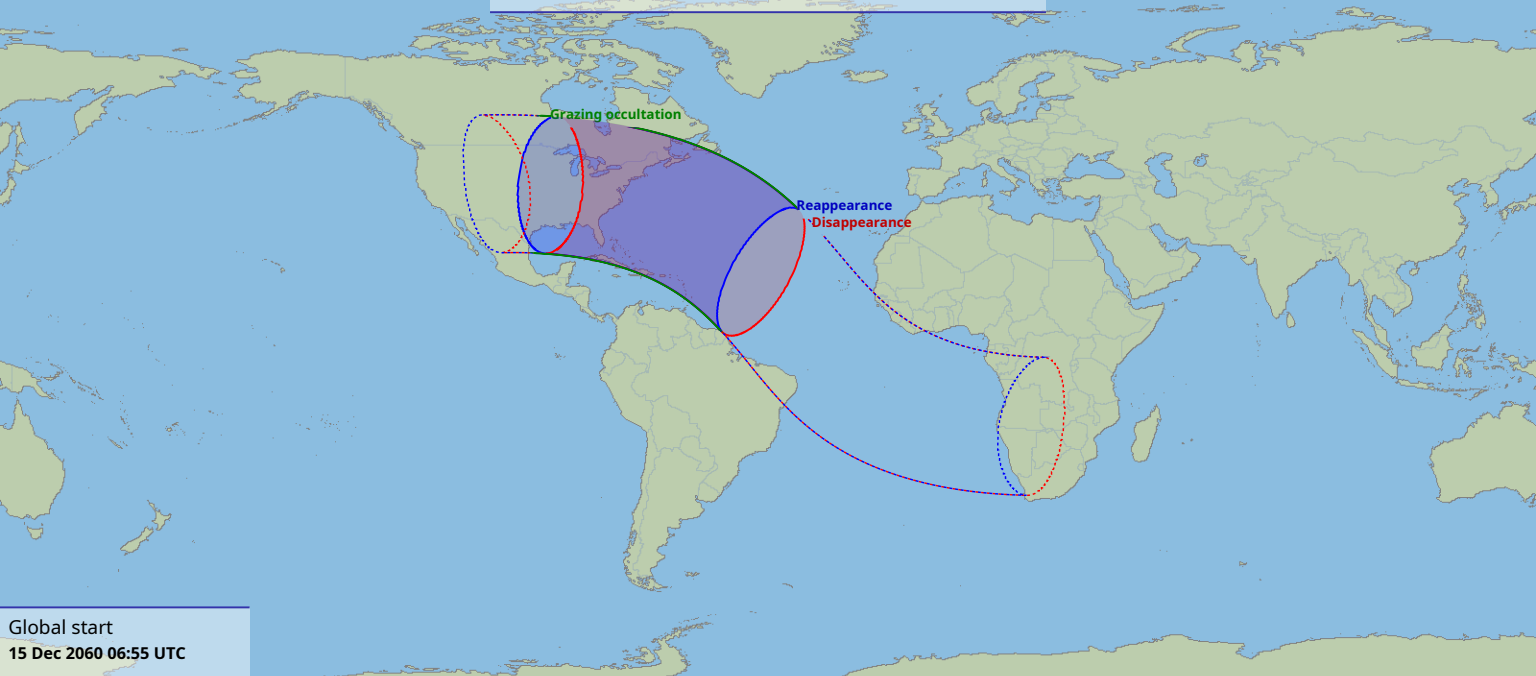 Grazing occultation
Reappearance
Disappearance
Global start
15 Dec 2060 06:55 UTC